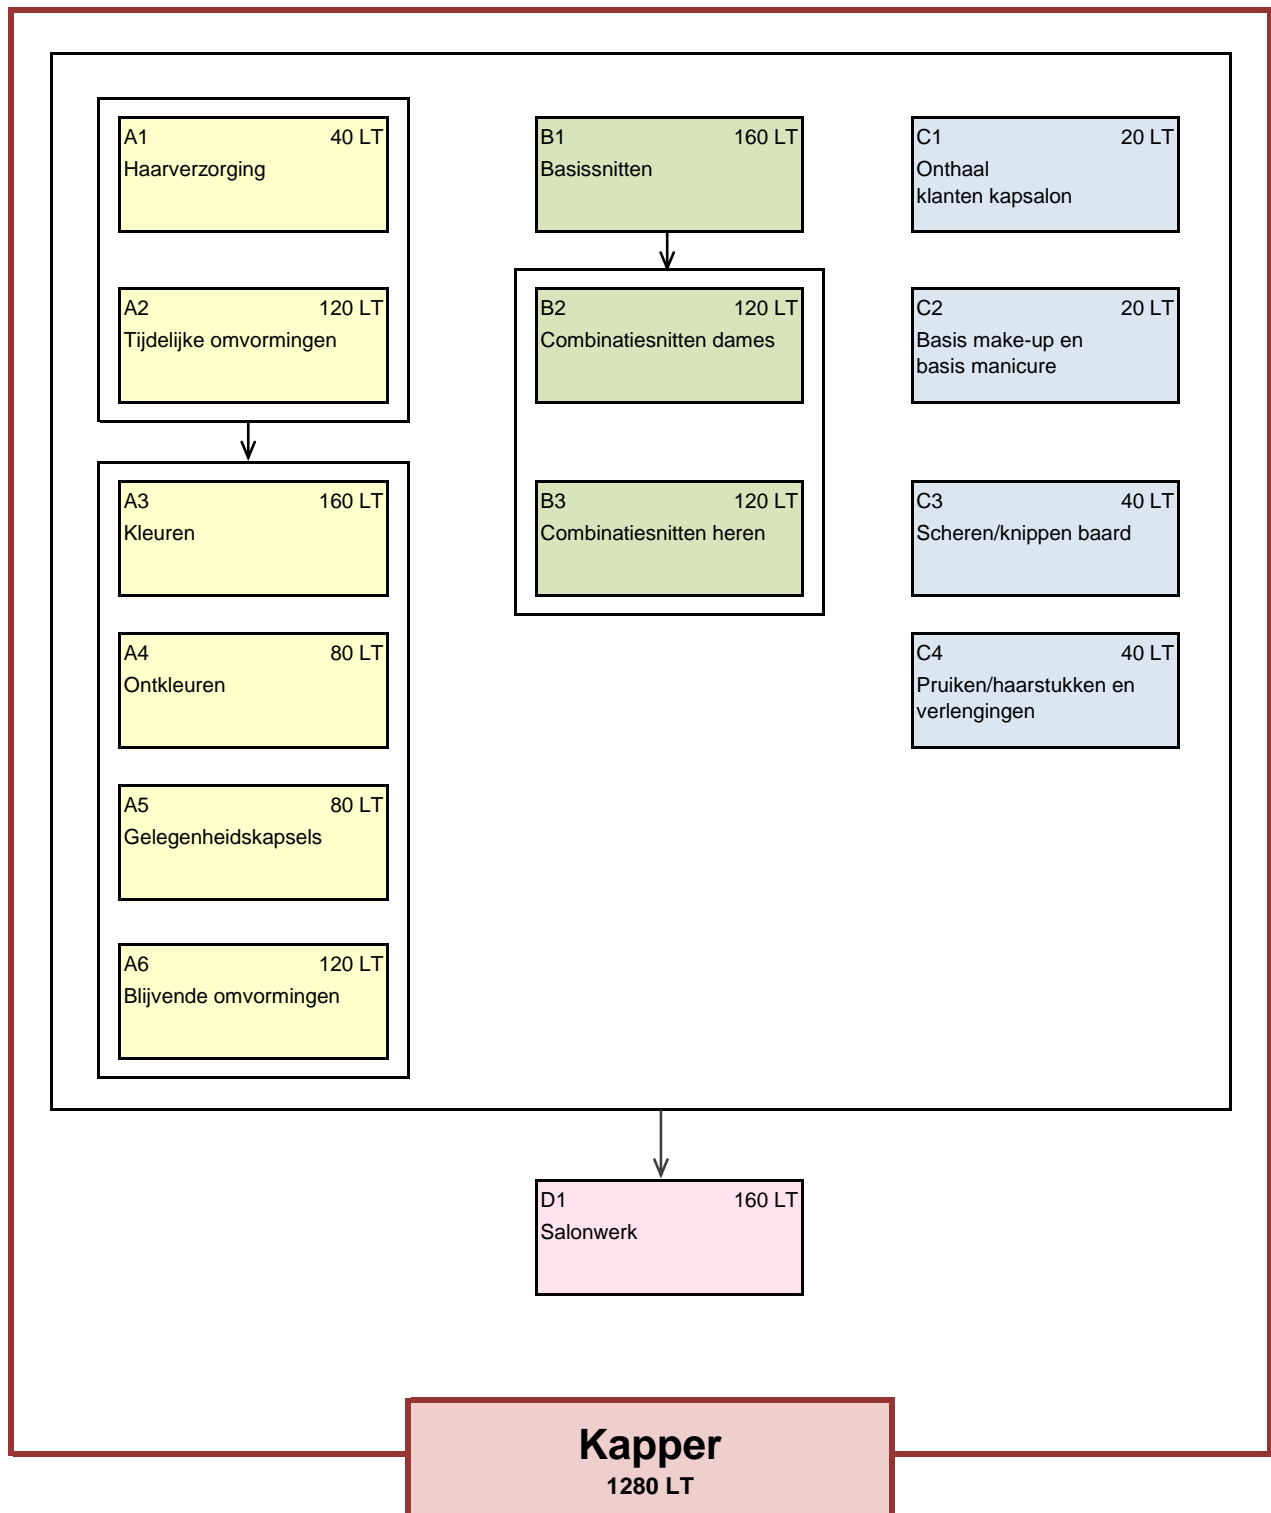 A1 40 LT
Haarverzorging
A2 120 LT
Tijdelijke omvormingen
A3 160 LT
Kleuren
A4 80 LT
Ontkleuren
A5 80 LT
Gelegenheidskapsels
A6 120 LT
Blijvende omvormingen
B1 160 LT
Basissnitten
B2 120 LT
Combinatiesnitten dames
B3 120 LT
Combinatiesnitten heren
C1 20 LT
Onthaal
klanten kapsalon
C2 20 LT
Basis make-up en
basis manicure
C3 40 LT
Scheren/knippen baard
C4 40 LT
Pruiken/haarstukken en
verlengingen
D1 160 LT
Salonwerk
Kapper
1280 LT